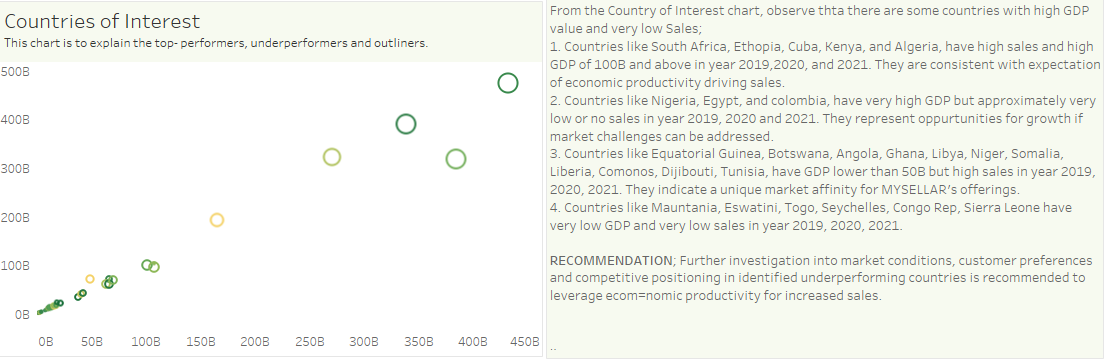 Countries of Interest
This chart is to explain the top- performers, underperformers and outliners.
500B
400B
300B
200B
100B
0B
0B 50B 100B 150B 200B 250B 300B 350B 400B 450B
From the Country of Interest chart, observe thta there are some countries with high GDP
value and very low Sales;
1. Countries like South Africa, Ethopia, Cuba, Kenya, and Algeria, have high sales and high
GDP of 100B and above in year 2019,2020, and 2021. They are consistent with expectation
of economic productivity driving sales.
2. Countries like Nigeria, Egypt, and colombia, have very high GDP but approximately very
low or no sales in year 2019, 2020 and 2021. They represent oppurtunities for growth if
market challenges can be addressed.
3. Countries like Equatorial Guinea, Botswana, Angola, Ghana, Libya, Niger, Somalia,
Liberia, Comonos, Dijibouti, Tunisia, have GDP lower than 50B but high sales in year 2019,
2020, 2021. They indicate a unique market affinity for MYSELLAR's offerings.
4. Countries like Mauntania, Eswatini, Togo, Seychelles, Congo Rep, Sierra Leone have
very low GDP and very low sales in year 2019, 2020, 2021.
RECOMMENDATION; Further investigation into market conditions, customer preferences
and competitive positioning in identified underperforming countries is recommended to
leverage ecom=nomic productivity for increased sales.
..